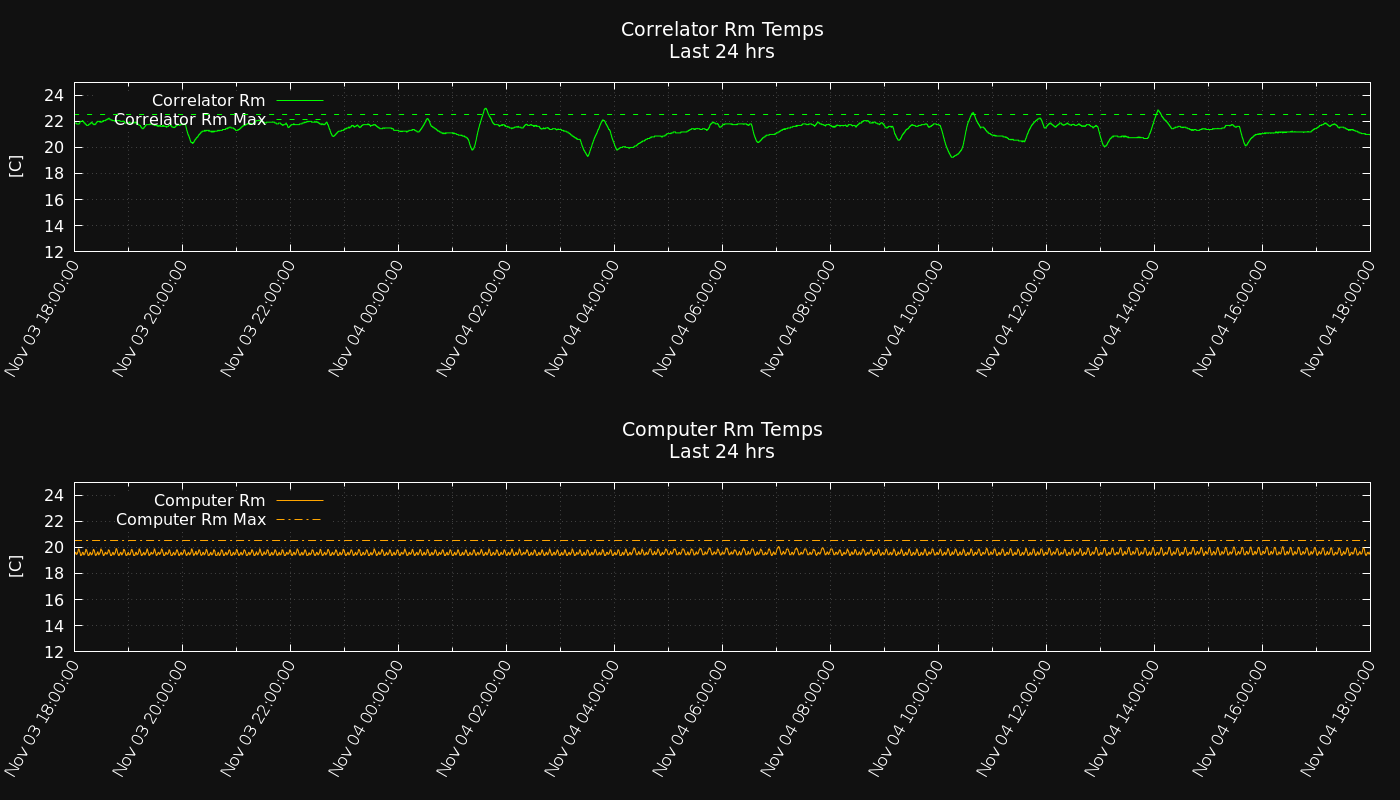 Correlator Rm Temps
Last 24 hrs
Correlator Rm
Correlator Rm Max
[C]
24
22
20
18
16
14
12
Nov 03 18:00:00
Nov 03 20:00:00
Nov 03 22:00:00
Nov 04 00:00:00
Nov 04 02:00:00
Nov 04 04:00:00
Nov 04 06:00:00
Nov 04 08:00:00
Nov 04 10:00:00
Nov 04 12:00:00
Nov 04 14:00:00
Nov 04 16:00:00
Nov 04 18:00:00
Computer Rm Temps
Last 24 hrs
Computer Rm
Computer Rm Max
[C]
24
22
20
18
16
14
12
Nov 03 18:00:00
Nov 03 20:00:00
Nov 03 22:00:00
Nov 04 00:00:00
Nov 04 02:00:00
Nov 04 04:00:00
Nov 04 06:00:00
Nov 04 08:00:00
Nov 04 10:00:00
Nov 04 12:00:00
Nov 04 14:00:00
Nov 04 16:00:00
Nov 04 18:00:00